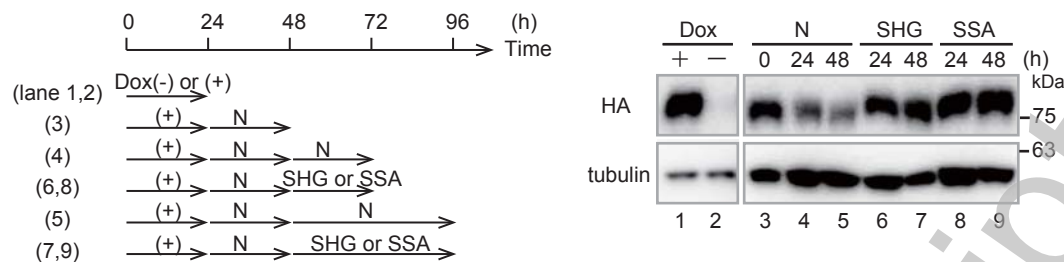 0 24 48 72 96 (h)
Time
Dox(-) or (+)
(lane 1,2)
(3) (+) N
(4) (+) N N
(6,8) (+) N SHG or SSA
(5) (+) N N
(7,9) (+) N SHG or SSA
Dox N SHG SSA
+ − 0 24 48 24 48 24 48 (h)
kDa
HA
75
63
tubulin
1 2 3 4 5 6 7 8 9